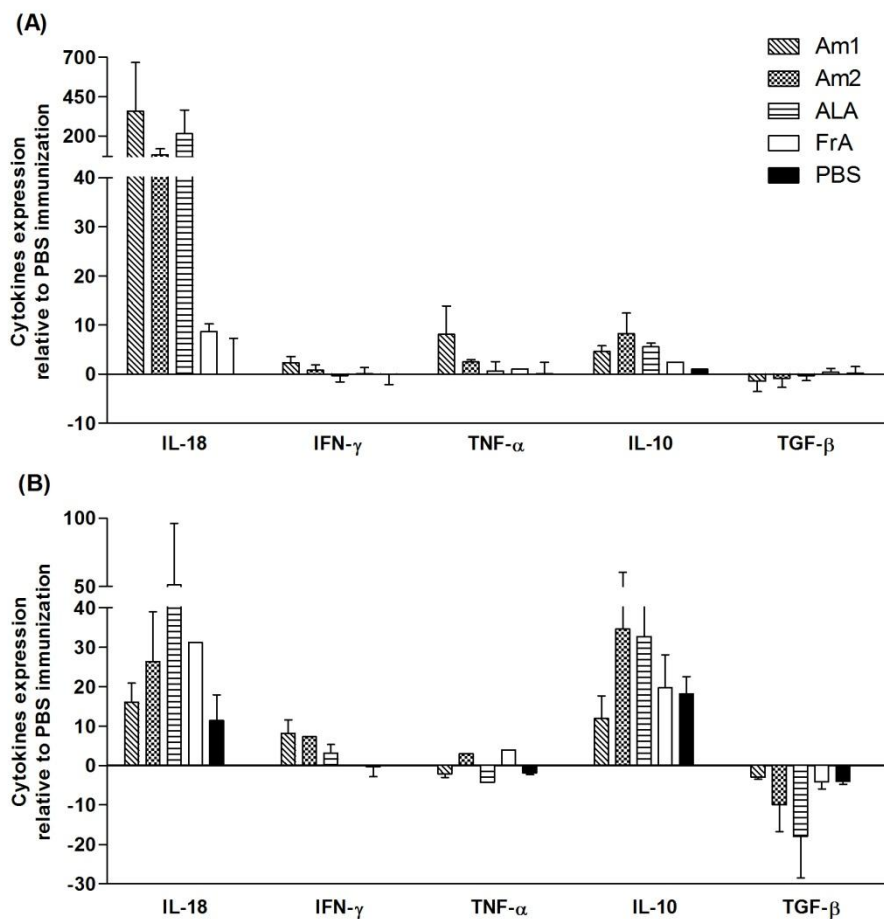 (A)
Cytokines expression
relative to PBS immunization
700
450
200
40
30
20
10
0
-10
IL-18 IFN-γ TNF-α IL-10 TGF-β
Am1
Am2
ALA
FrA
PBS
(B)
Cytokines expression
relative to PBS immunization
100
50
40
30
20
10
0
-10
-20
-30
IL-18 IFN-γ TNF-α IL-10 TGF-β